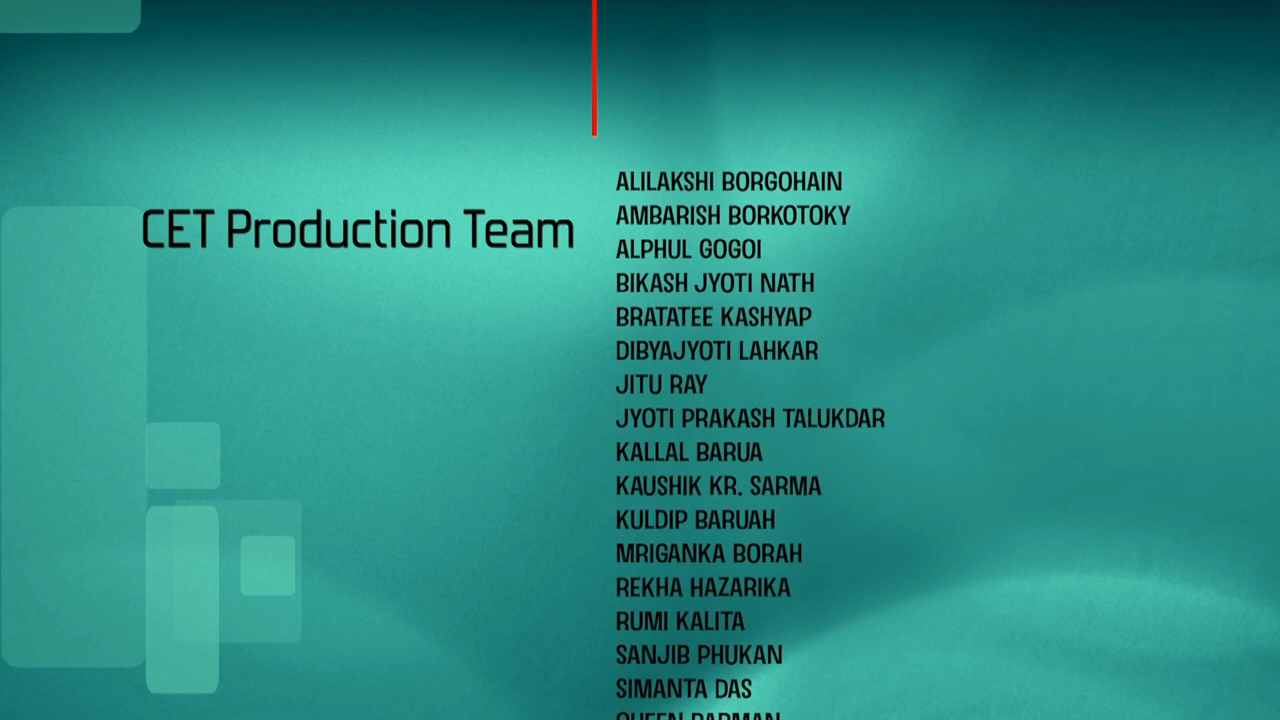 CET Production Team
ALILAKSHI BORGOHAIN
AMBARISH BORKOTOKY
ALPHUL GOGOI
BIKASH JYOTI NATH
BRATATEE KASHYAP
DIBYAJYOTI LAHKAR
JITU RAY
JYOTI PRAKASH TALUKDAR
KALLAL BARUA
KAUSHIK KR. SARMA
KULDIP BARUAH
MRIGANKA BORAH
REKHA HAZARIKA
RUMI KALITA
SANJIB PHUKAN
SIMANTA DAS